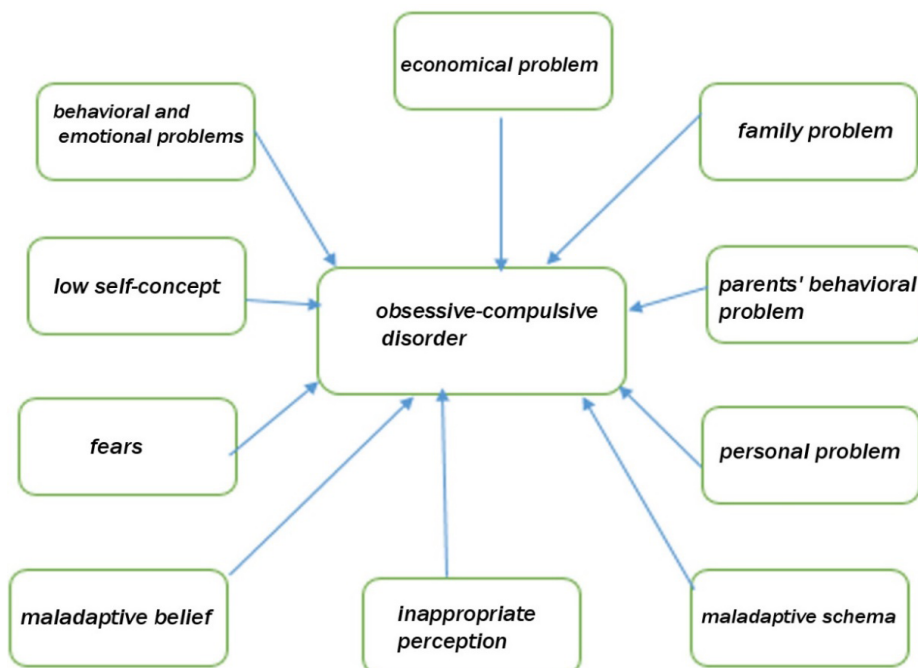 economical problem
behavioral and
emotional problems
family problem
low self-concept
obsessive-compulsive
disorder
parents' behavioral
problem
fears
personal problem
maladaptive belief
inappropriate
perception
maladaptive schema